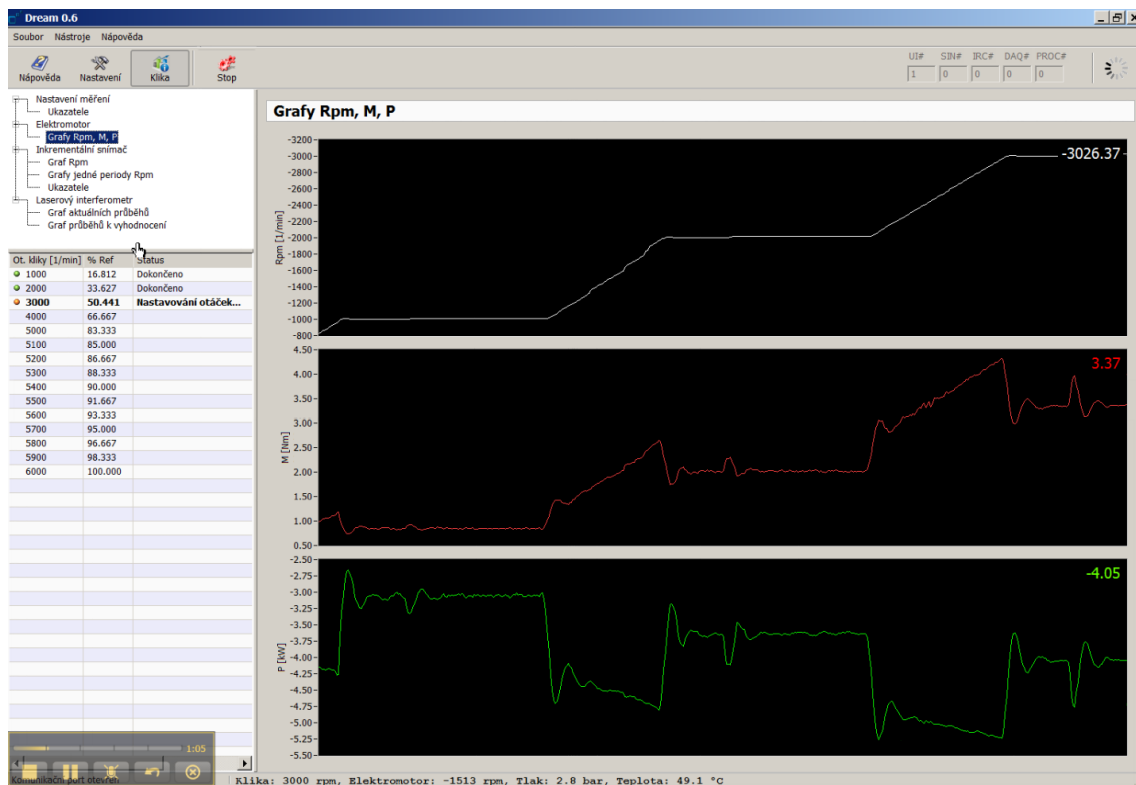 Dream 0.6
Soubor Nástroje Nápověda
Nápověda Nastavení Klika Stop
UI# SIN# IRC# DAQ# PROC#
1 0 0 0 0
Nastavení měření
Ukazatele
Elektromotor
Grafy Rpm, M, P
Inkrementální snímač
Graf Rpm
Grafy jedné periody Rpm
Ukazatele
Laserový interferometr
Graf aktuálních průběhů
Graf průběhů k vyhodnocení
Ot. kliky [1/min] % Ref Status
1000 16.812 Dokončeno
2000 33.627 Dokončeno
3000 50.441 Nastavování otáček...
4000 66.667
5000 83.333
5100 85.000
5200 86.667
5300 88.333
5400 90.000
5500 91.667
5600 93.333
5700 95.000
5800 96.667
5900 98.333
6000 100.000
1:05
Grafy Rpm, M, P
-3200
-3000
-2800
-2600
-2400
-2200
-2000
-1800
-1600
-1400
-1200
-1000
-800
Rpm [1/min]
-3026.37
4.50
4.00
3.50
3.00
2.50
2.00
1.50
1.00
0.50
M [Nm]
3.37
-2.50
-2.75
-3.00
-3.25
-3.50
-3.75
-4.00
-4.25
-4.50
-4.75
-5.00
-5.25
-5.50
P [kW]
-4.05
Komunikační port otevřen
Klika: 3000 rpm, Elektromotor: -1513 rpm, Tlak: 2.8 bar, Teplota: 49.1 °C